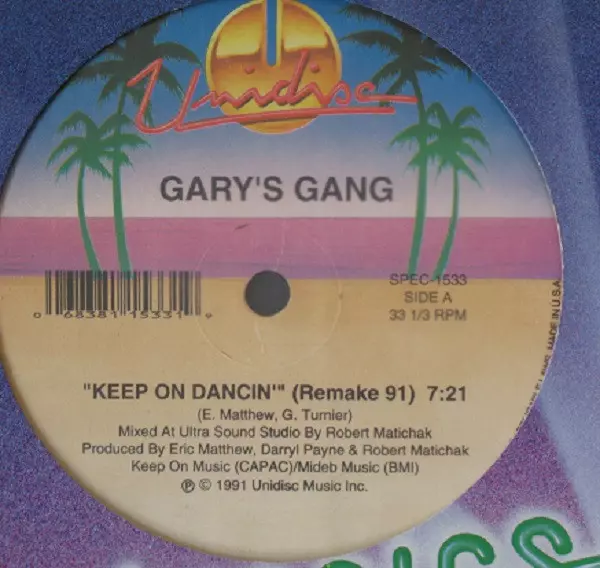 Unidisc
GARY'S GANG
SPEC-1533
SIDE A
33 1/3 RPM
0 68381 15331 9
"KEEP ON DANCIN'" (Remake 91) 7:21
(E. Matthew, G. Turnier)
Mixed At Ultra Sound Studio By Robert Matichak
Produced By Eric Matthew, Darryl Payne & Robert Matichak
Keep On Music (CAPAC)/Mideb Music (BMI)
℗ © 1991 Unidisc Music Inc.
MADE IN U.S.A.